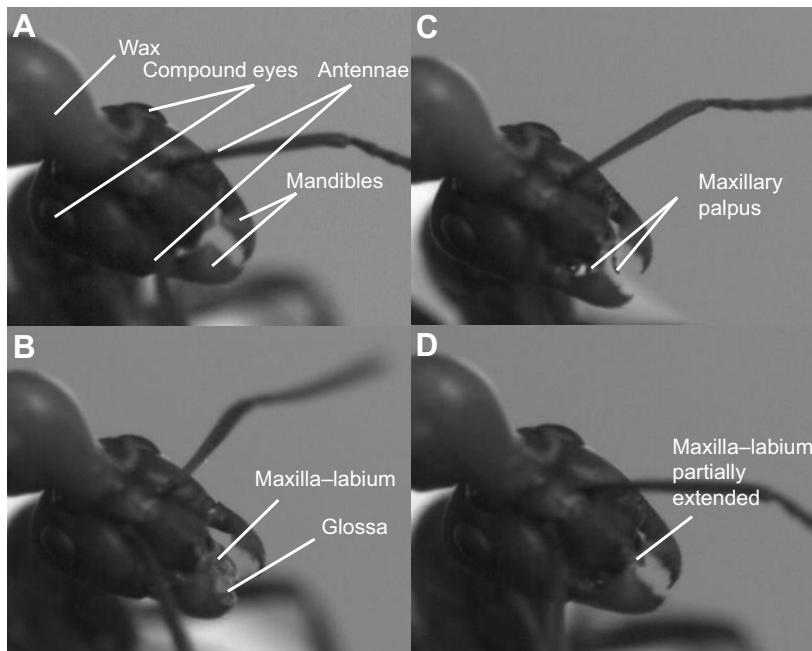 A
Wax
Compound eyes
Antennae
Mandibles
C
Maxillary
palpus
B
Maxilla–labium
Glossa
D
Maxilla–labium
partially
extended